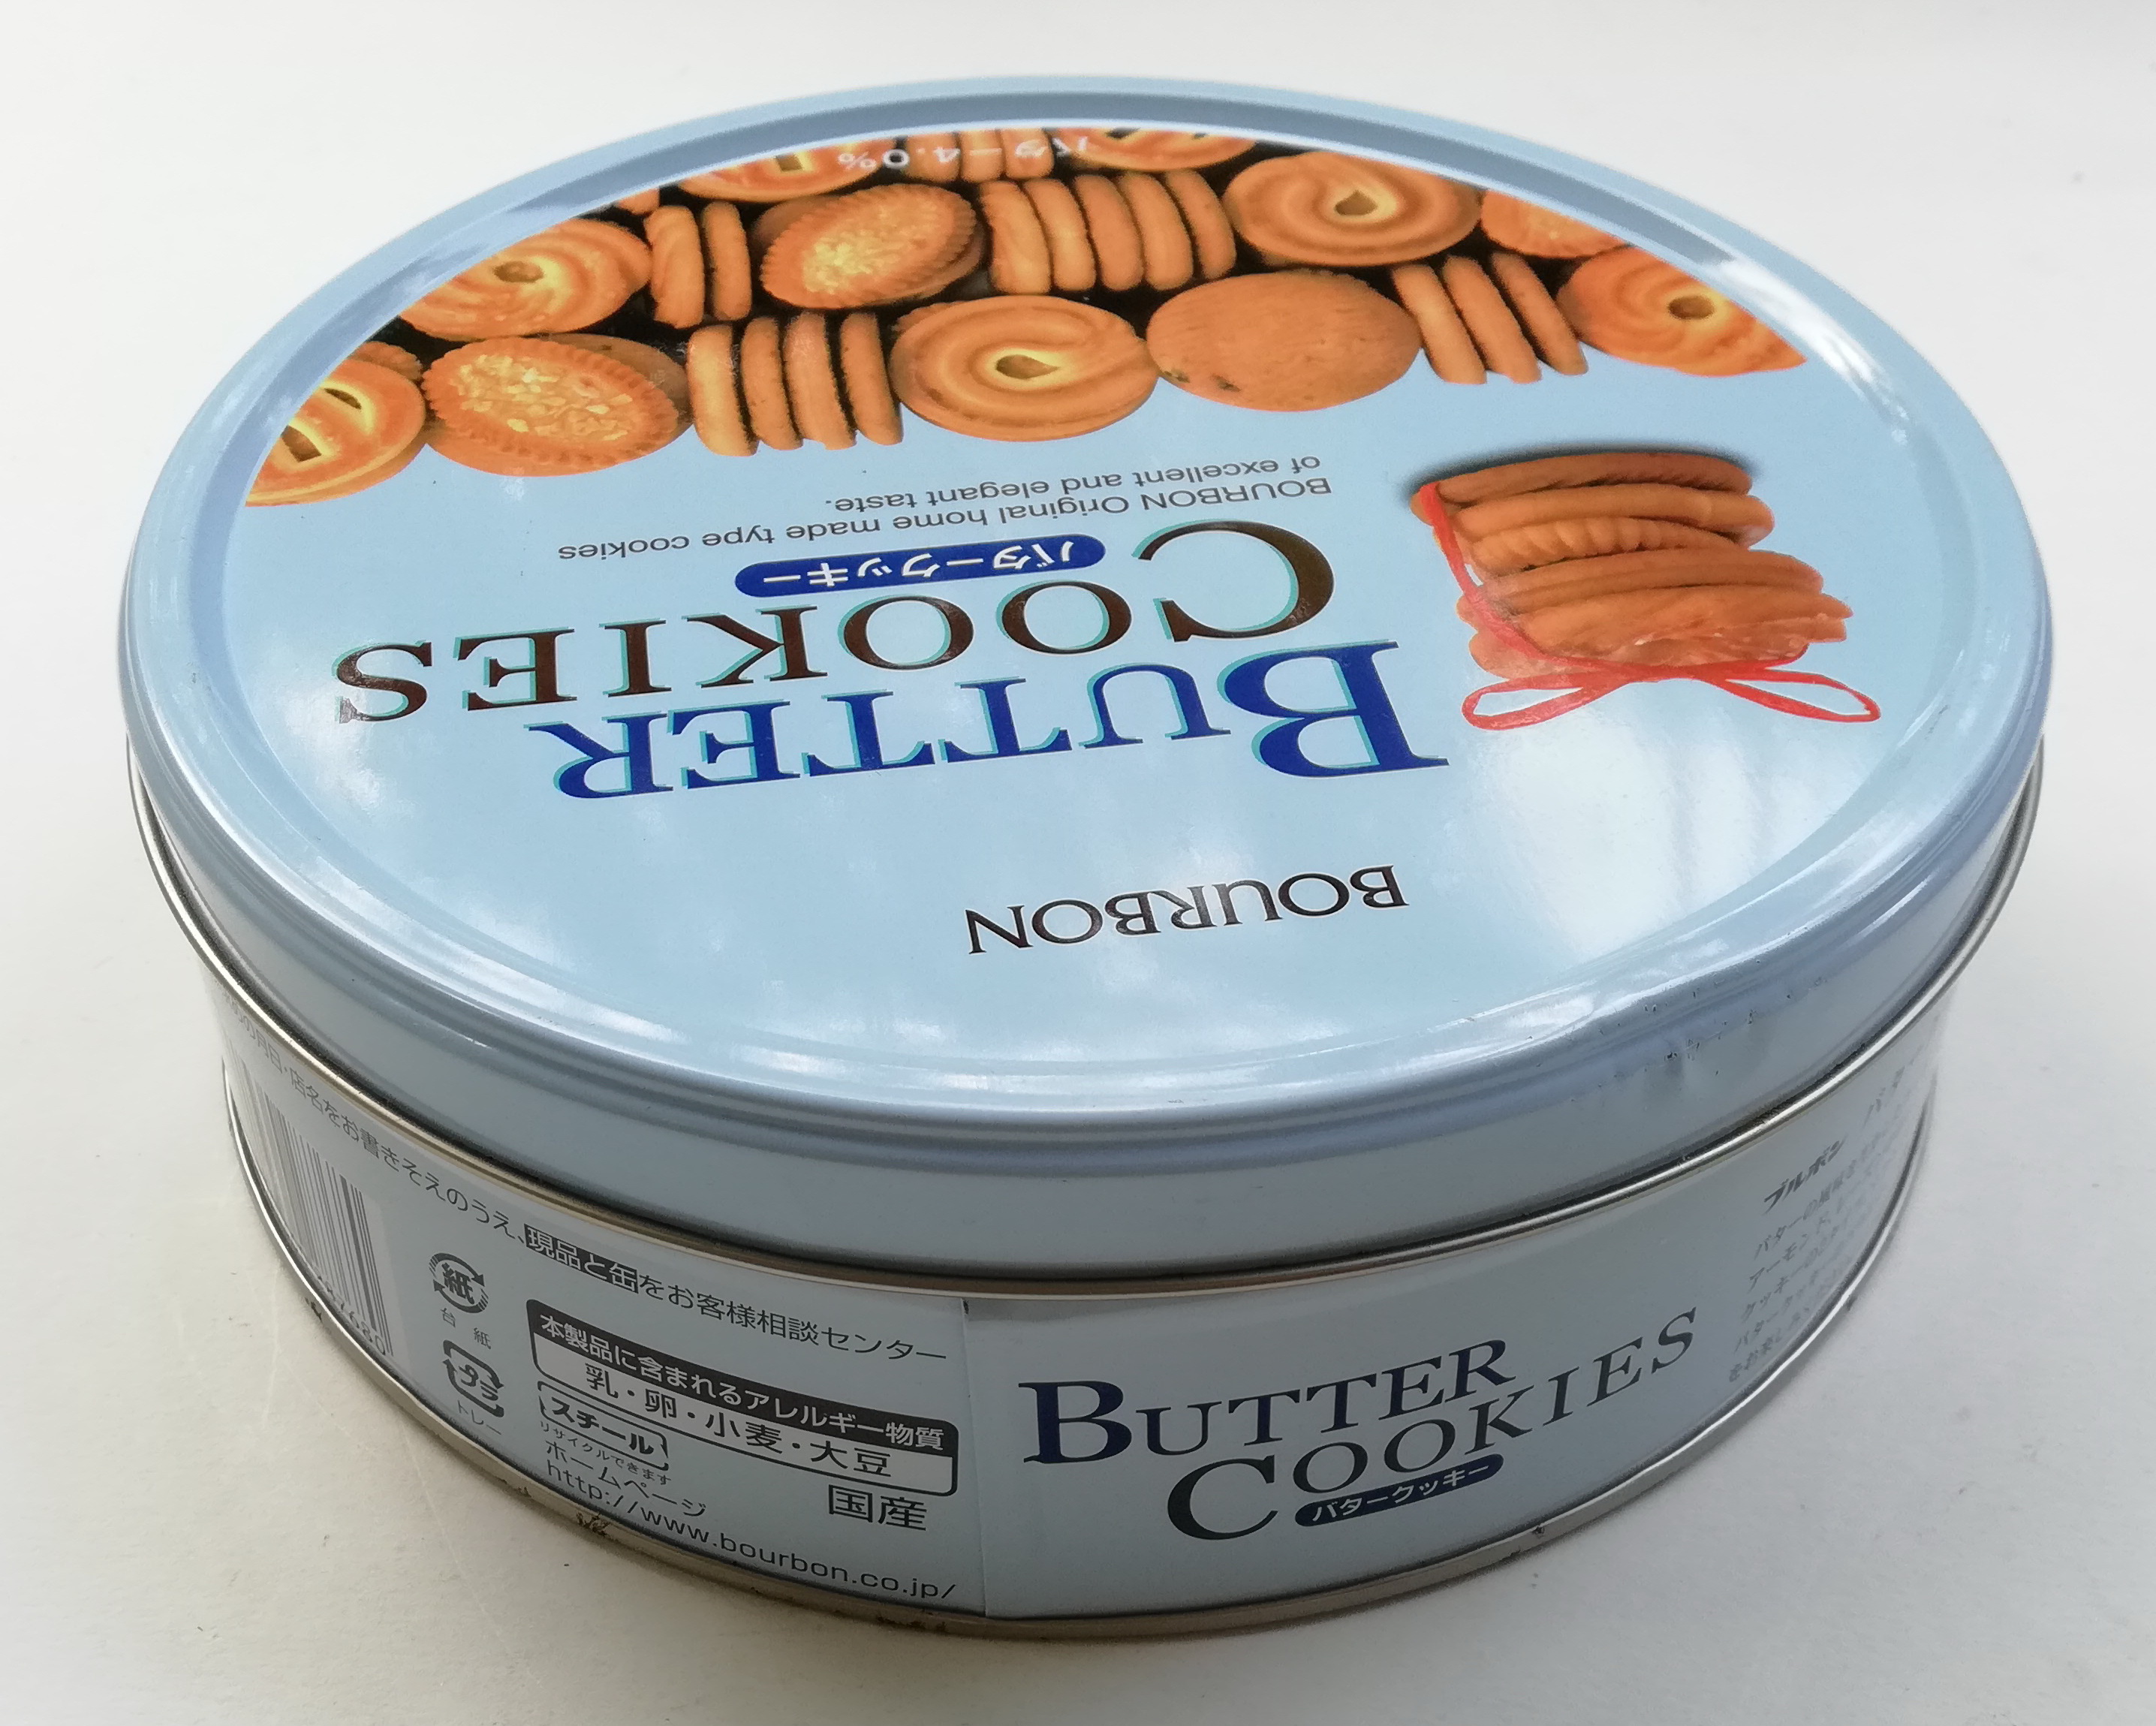 BOURBON
BUTTER
COOKIES
バタークッキー
BOURBON Original home made type cookies
of excellent and elegant taste.
バター4.0%
月日・店名をお書きそえのうえ、現品と缶をお客様相談センター
紙
台紙
プラ
トレー
本製品に含まれるアレルギー物質
乳・卵・小麦・大豆
スチール
リサイクルできます
国産
ホームページ
http://www.bourbon.co.jp/
BUTTER
COOKIES
バタークッキー
ブルボン